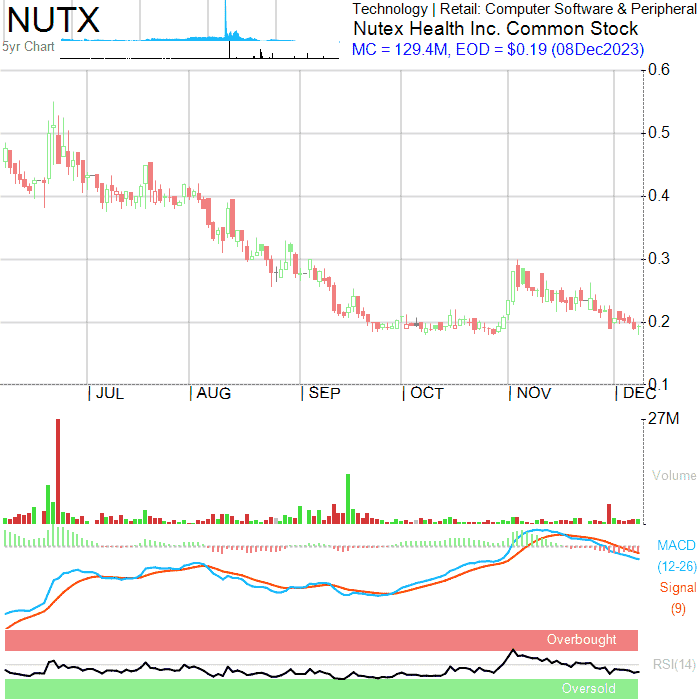 NUTX
5yr Chart
Technology | Retail: Computer Software & Peripheral
Nutex Health Inc. Common Stock
MC = 129.4M, EOD = $0.19 (08Dec2023)
0.6
0.5
0.4
0.3
0.2
0.1
JUL AUG SEP OCT NOV DEC
27M
Volume
MACD
(12-26)
Signal
(9)
Overbought
RSI(14)
Oversold